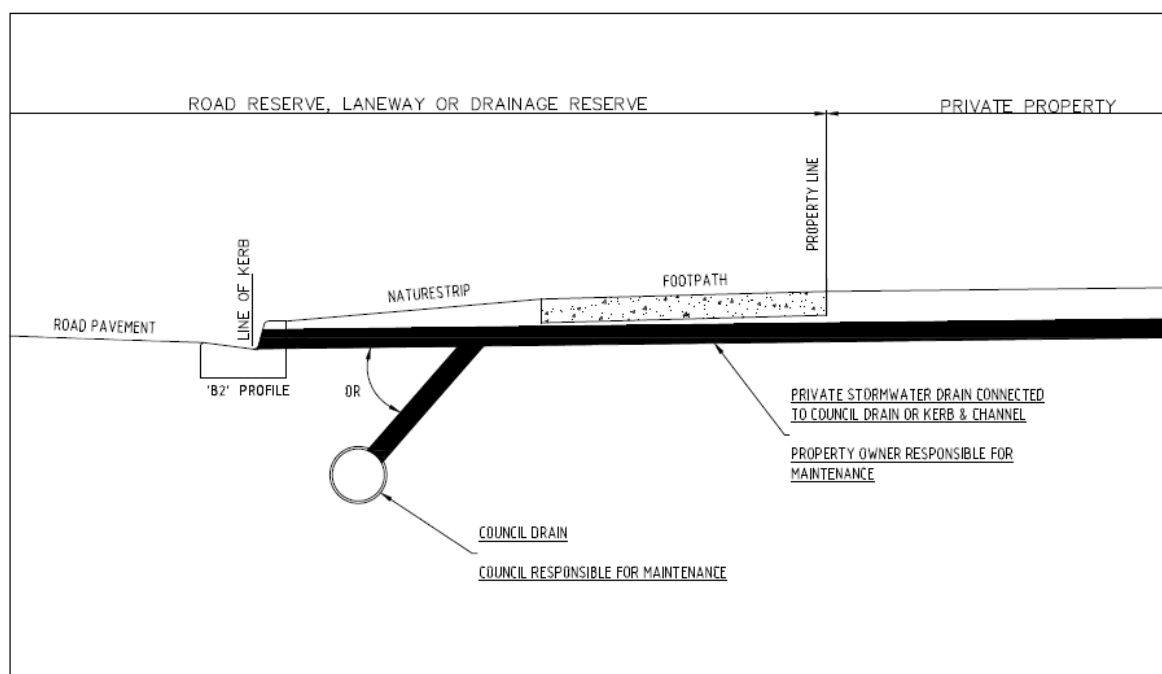 ROAD RESERVE, LANEWAY OR DRAINAGE RESERVE
PRIVATE PROPERTY
PROPERTY LINE
LINE OF KERB
FOOTPATH
NATURESTRIP
ROAD PAVEMENT
'B2' PROFILE
OR
PRIVATE STORMWATER DRAIN CONNECTED
TO COUNCIL DRAIN OR KERB & CHANNEL
PROPERTY OWNER RESPONSIBLE FOR
MAINTENANCE
COUNCIL DRAIN
COUNCIL RESPONSIBLE FOR MAINTENANCE